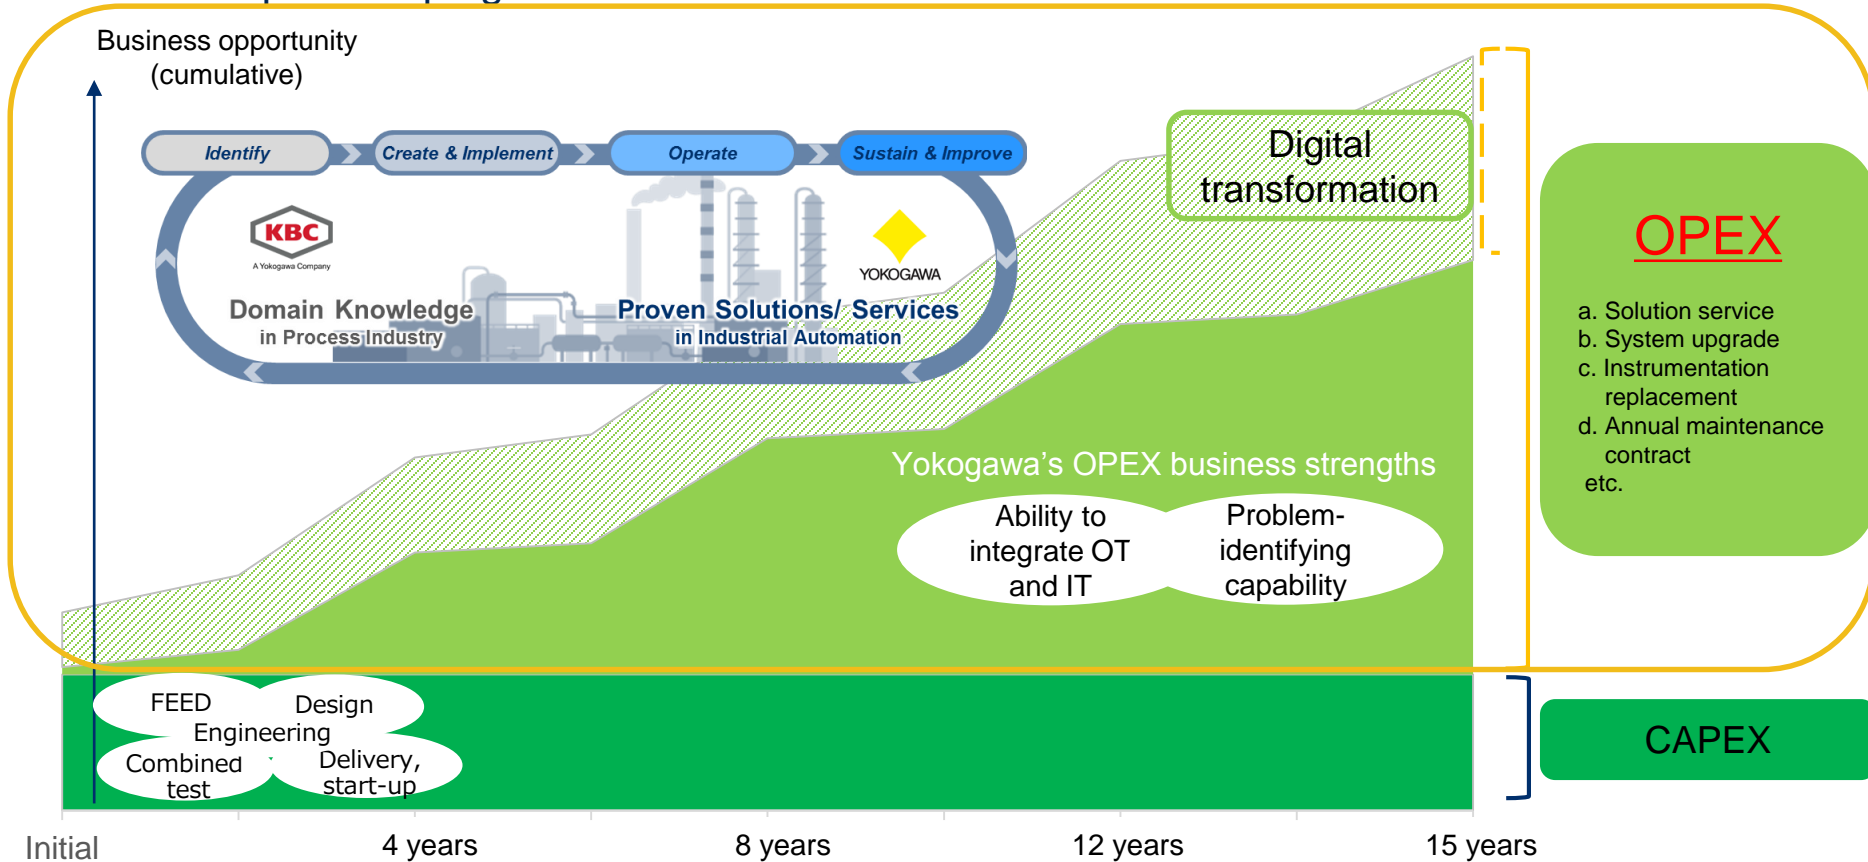 Business opportunity
(cumulative)
Identify
Create & Implement
Operate
Sustain & Improve
KBC
A Yokogawa Company
YOKOGAWA
Domain Knowledge
in Process Industry
Proven Solutions/ Services
in Industrial Automation
Digital
transformation
OPEX
a. Solution service
b. System upgrade
c. Instrumentation
replacement
d. Annual maintenance
contract
etc.
Yokogawa's OPEX business strengths
Ability to
integrate OT
and IT
Problem-
identifying
capability
FEED
Design
Engineering
Combined
test
Delivery,
start-up
CAPEX
Initial
4 years
8 years
12 years
15 years